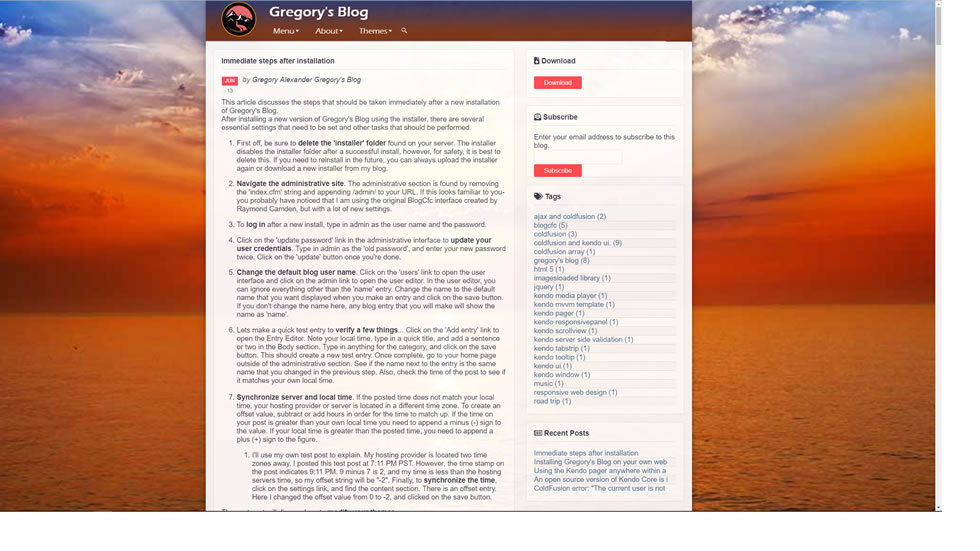 Gregory's Blog
Menu About Themes
Immediate steps after installation
JUN
13
by Gregory Alexander Gregory's Blog
This article discusses the steps that should be taken immediately after a new installation
of Gregory's Blog.
After installing a new version of Gregory's Blog using the installer, there are several
essential settings that need to be set and other tasks that should be performed.
1. First off, be sure to delete the 'installer' folder found on your server. The installer
disables the installer folder after a successful install, however, for safety, it is best to
delete this. If you need to reinstall in the future, you can always upload the installer
again or download a new installer from my blog.
2. Navigate the administrative site. The administrative section is found by removing
the 'index.cfm' string and appending /admin/ to your URL. If this looks familiar to you-
you probably have noticed that I am using the original BlogCfc interface created by
Raymond Camden, but with a lot of new settings.
3. To log in after a new install, type in admin as the user name and the password.
4. Click on the 'update password' link in the administrative interface to update your
user credentials. Type in admin as the 'old password', and enter your new password
twice. Click on the 'update' button once you're done.
5. Change the default blog user name. Click on the 'users' link to open the user
interface and click on the admin link to open the user editor. In the user editor, you
can ignore everything other than the 'name' entry. Change the name to the default
name that you want displayed when you make an entry and click on the save button.
If you don't change the name here, any blog entry that you will make will show the
name as 'name'.
6. Lets make a quick test entry to verify a few things... Click on the 'Add entry' link to
open the Entry Editor. Note your local time, type in a quick title, and add a sentence
or two in the Body section. Type in anything for the category, and click on the save
button. This should create a new test entry. Once complete, go to your home page
outside of the administrative section. See if the name next to the entry is the same
name that you changed in the previous step. Also, check the time of the post to see if
it matches your own local time.
7. Synchronize server and local time. If the posted time does not match your local
time, your hosting provider or server is located in a different time zone. To create an
offset value, subtract or add hours in order for the time to match up. If the time on
your post is greater than your own local time you need to append a minus (-) sign to
the value. If your local time is greater than the posted time, you need to append a
plus (+) sign to the figure.
1. I'll use my own test post to explain. My hosting provider is located two time
zones away. I posted this test post at 7:11 PM PST. However, the time stamp on
the post indicates 9:11 PM. 9 minus 7 is 2, and my time is less than the hosting
servers time, so my offset string will be "-2". Finally, to synchronize the time,
click on the settings link, and find the content section. There is an offset entry.
Here I changed the offset value from 0 to -2, and clicked on the save button.
Download
Download
Subscribe
Enter your email address to subscribe to this
blog.
Subscribe
Tags
ajax and coldfusion (2)
blogcfc (5)
coldfusion (3)
coldfusion and kendo ui. (9)
coldfusion array (1)
gregory's blog (8)
html 5 (1)
imagesloaded library (1)
jquery (1)
kendo media player (1)
kendo mvvm template (1)
kendo pager (1)
kendo responsivepanel (1)
kendo scrollview (1)
kendo server side validation (1)
kendo tabstrip (1)
kendo tooltip (1)
kendo ui (1)
kendo window (1)
music (1)
responsive web design (1)
road trip (1)
Recent Posts
Immediate steps after installation
Installing Gregory's Blog on your own web
Using the Kendo pager anywhere within a
An open source version of Kendo Core is i
ColdFusion error: "The current user is not